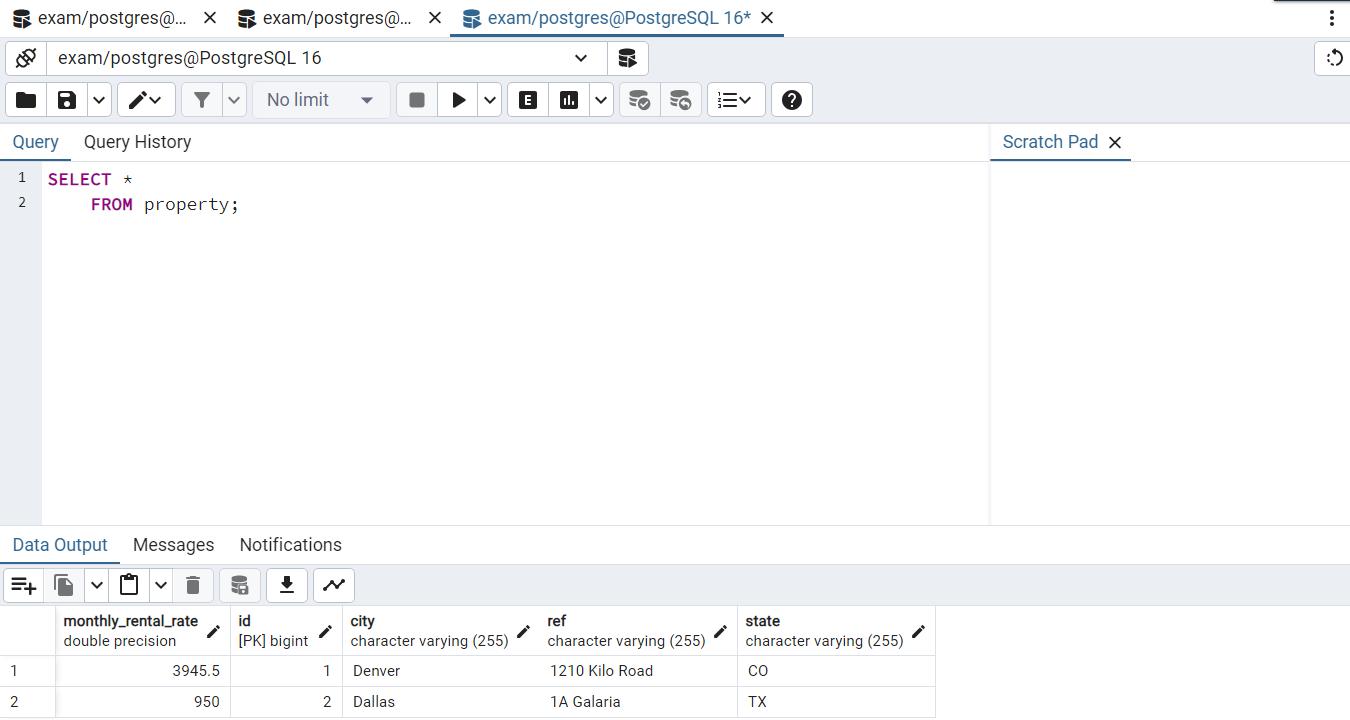 exam/postgres@... exam/postgres@... exam/postgres@PostgreSQL 16*
exam/postgres@PostgreSQL 16
No limit E
Query Query History Scratch Pad
1 SELECT *
2 FROM property;
Data Output Messages Notifications
monthly_rental_rate id city ref state
double precision [PK] bigint character varying (255) character varying (255) character varying (255)
1 3945.5 1 Denver 1210 Kilo Road CO
2 950 2 Dallas 1A Galaria TX